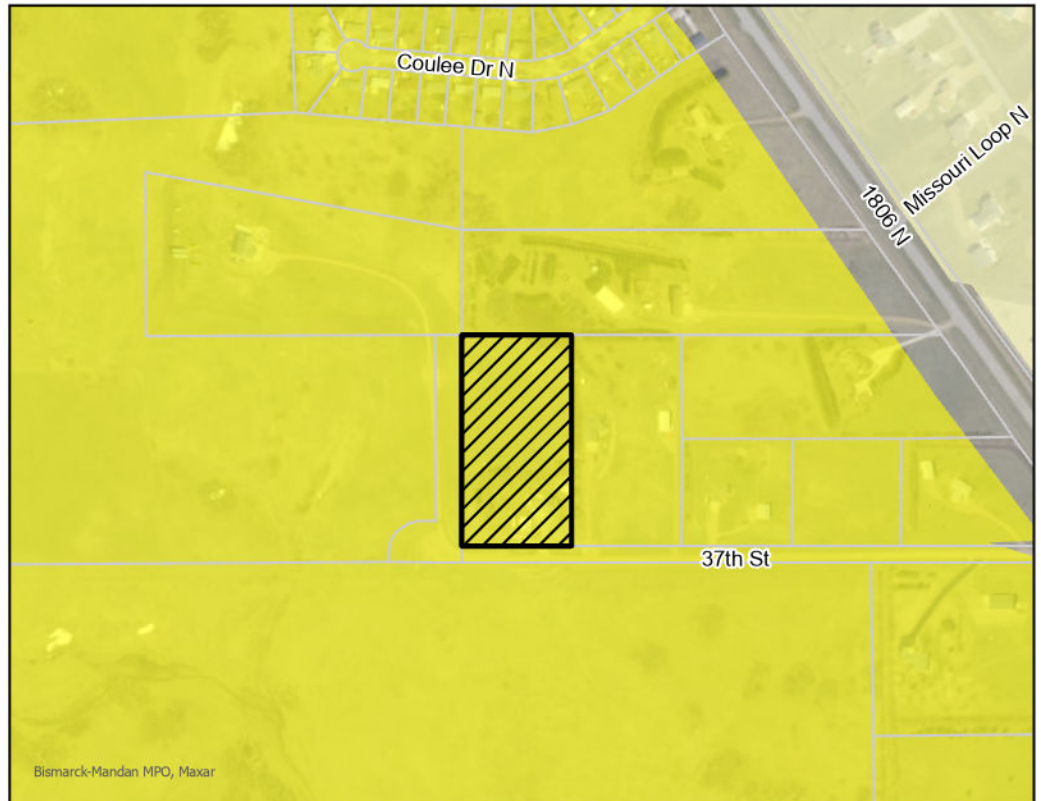 Coulee Dr N
Missouri Loop N
1806 N
37th St
Bismarck-Mandan MPO, Maxar